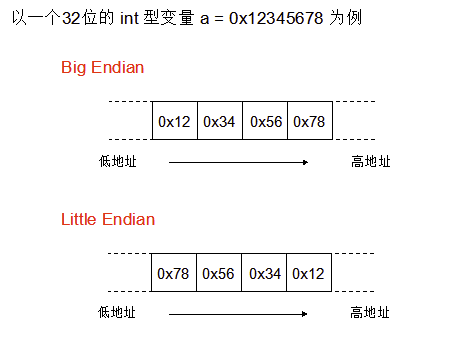 以一个32位的 int 型变量 a = 0x12345678 为例
Big Endian
0x12 0x34 0x56 0x78
低地址 高地址
Little Endian
0x78 0x56 0x34 0x12
低地址 高地址